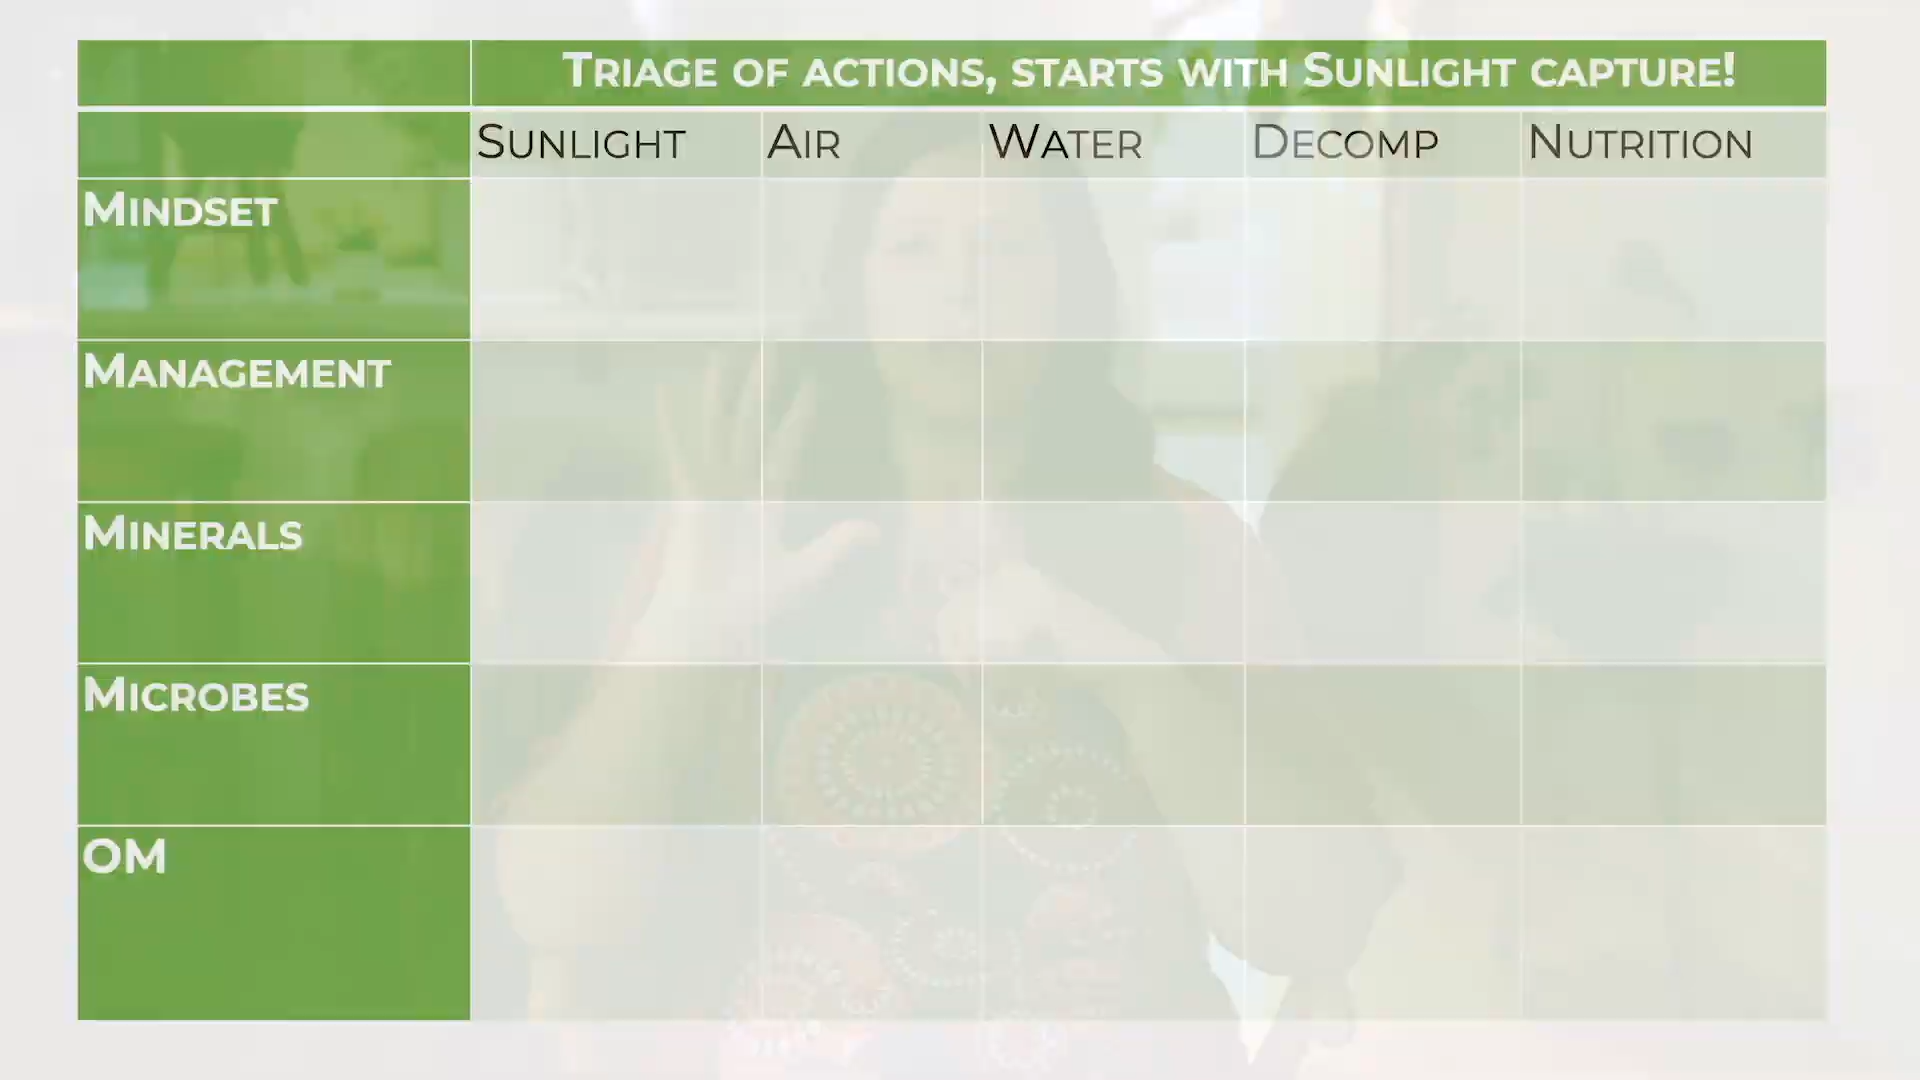 Triage of actions, starts with Sunlight capture!
Sunlight Air Water Decomp Nutrition
Mindset
Management
Minerals
Microbes
OM